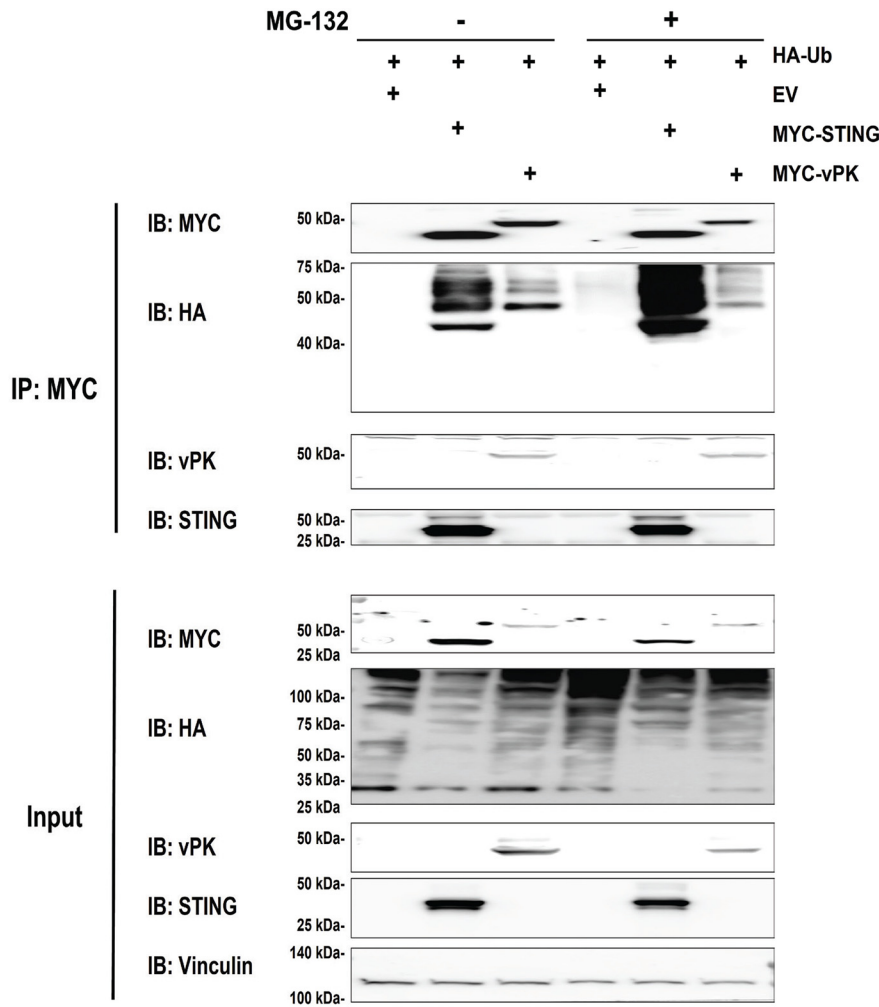 MG-132 - +
+ + + + + + HA-Ub
+ + EV
+ + MYC-STING
+ + MYC-vPK
IP: MYC
IB: MYC
50 kDa-
IB: HA
75 kDa-
50 kDa-
40 kDa-
IB: vPK
50 kDa-
IB: STING
50 kDa-
25 kDa-
Input
IB: MYC
50 kDa-
25 kDa
IB: HA
100 kDa-
75 kDa-
50 kDa-
35 kDa-
25 kDa
IB: vPK
50 kDa-
IB: STING
50 kDa-
25 kDa-
IB: Vinculin
140 kDa-
100 kDa-